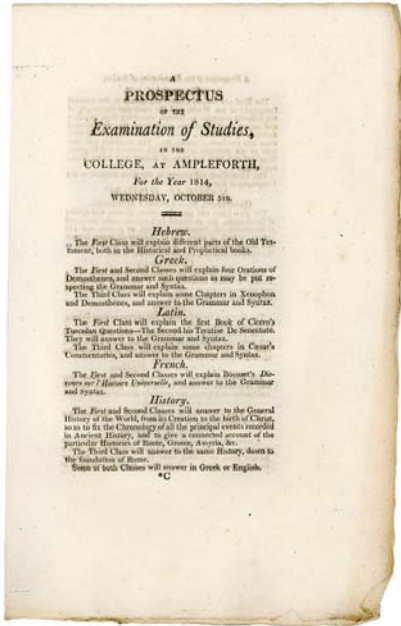 A
PROSPECTUS
OF THE
Examination of Studies,
IN THE
COLLEGE, AT AMPLEFORTH,
For the Year 1814,
WEDNESDAY, OCTOBER 5TH.
Hebrew.
The First Class will explain different parts of the Old Tes-
tament, both in the Historical and Prophetical books.
Greek.
The First and Second Classes will explain four Orations of
Demosthenes, and answer such questions as may be put re-
specting the Grammar and Syntax.
The Third Class will explain some Chapters in Xenophon
and Demosthenes, and answer to the Grammar and Syntax.
Latin.
The First Class will explain the first Book of Cicero's
Tusculan Questions—The Second his Treatise De Senectute.
They will answer to the Grammar and Syntax.
The Third Class will explain some chapters in Cæsar's
Commentaries, and answer to the Grammar and Syntax.
French.
The First and Second Classes will explain Bossuet's Dis-
cours sur l'Histoire Universelle, and answer to the Grammar
and Syntax.
History.
The First and Second Classes will answer to the General
History of the World, from its Creation to the birth of Christ,
so as to fix the Chronology of all the principal events recorded
in Ancient History, and to give a connected account of the
particular Histories of Rome, Greece, Assyria, &c.
The Third Class will answer to the same History, down to
the foundation of Rome.
Some of both Classes will answer in Greek or English.
*C